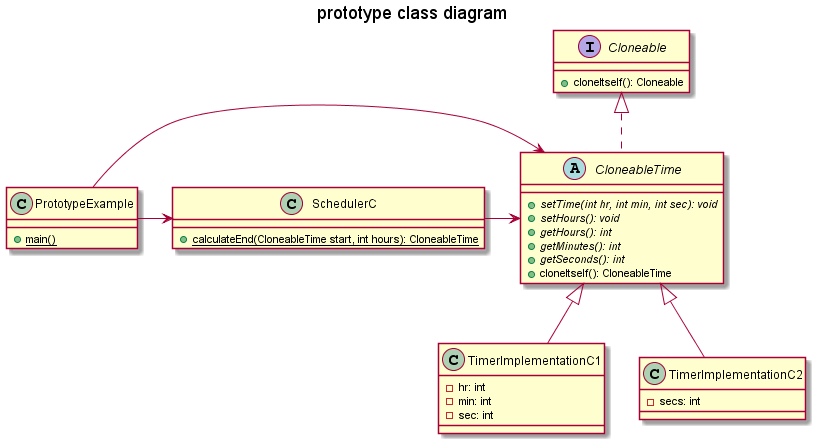 prototype class diagram
I Cloneable
cloneItself(): Cloneable
A CloneableTime
setTime(int hr, int min, int sec): void
setHours(): void
getHours(): int
getMinutes(): int
getSeconds(): int
cloneItself(): CloneableTime
C PrototypeExample
main()
C SchedulerC
calculateEnd(CloneableTime start, int hours): CloneableTime
C TimerImplementationC1
hr: int
min: int
sec: int
C TimerImplementationC2
secs: int